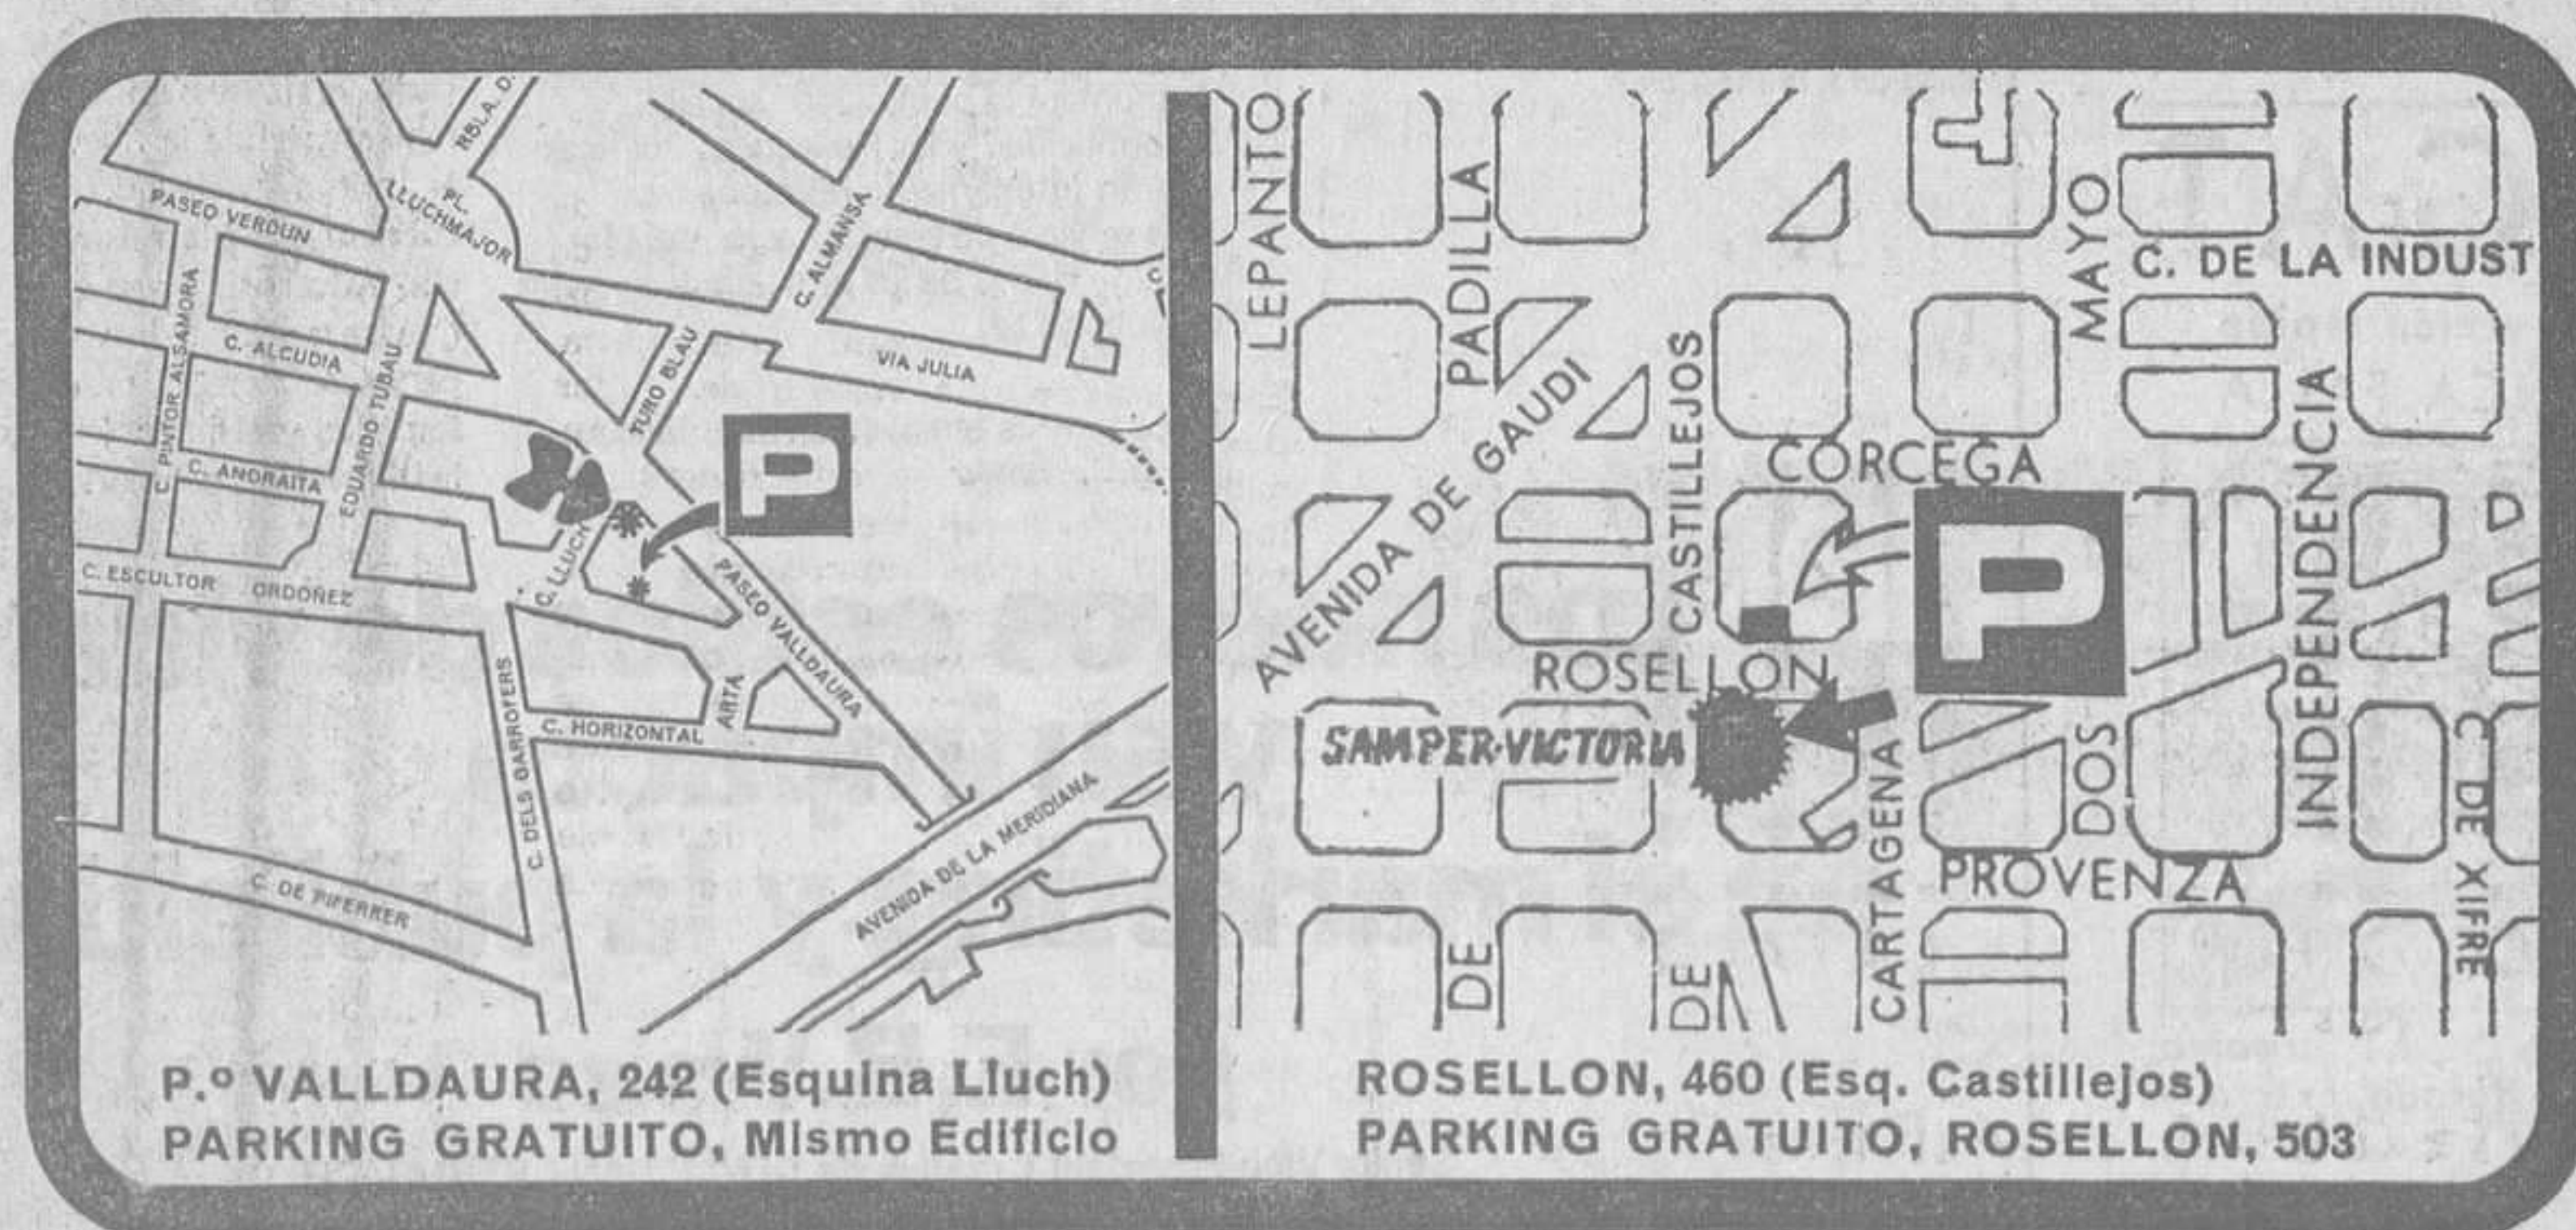 RBLA. D.
PL.
LLUCHMAJOR
PASEO VERDUN
C. ALMANSA
C. PINTOR ALSAMORA
C. ALCUDIA
EDUARDO TUBAU
TURO BLAU
VIA JULIA
C. ANDRAITA
P
C. LLUCH
C. ESCULTOR ORDOÑEZ
PASEO VALLDAURA
C. DELS GARROFERS
ARTA
C. HORIZONTAL
AVENIDA DE LA MERIDIANA
C. DE PIFERRER
P.º VALLDAURA, 242 (Esquina Lluch)
PARKING GRATUITO, Mismo Edificio
LEPANTO
PADILLA
MAYO
C. DE LA INDUST
CASTILLEJOS
AVENIDA DE GAUDI
CORCEGA
INDEPENDENCIA
P
ROSELLON
SAMPER-VICTORIA
CARTAGENA
DOS
C DE XIFRE
PROVENZA
DE
DE
ROSELLON, 460 (Esq. Castillejos)
PARKING GRATUITO, ROSELLON, 503